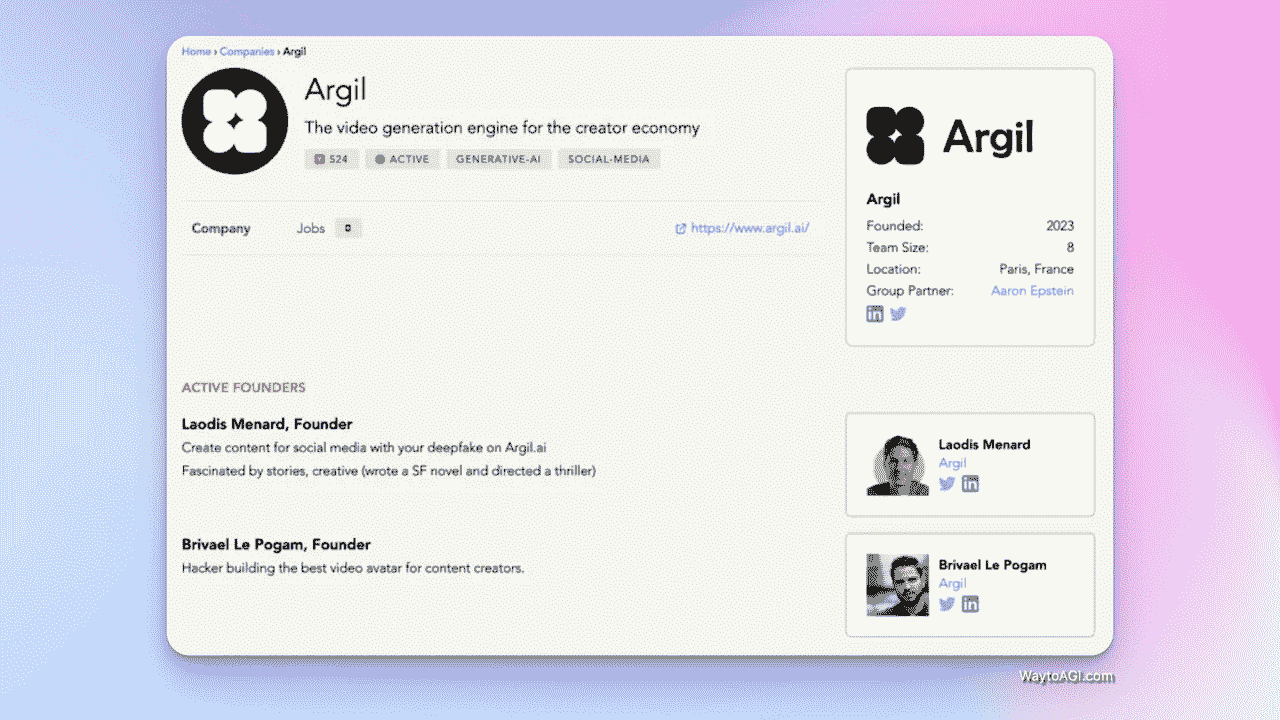 Home › Companies › Argil
Argil
The video generation engine for the creator economy
S24
ACTIVE
GENERATIVE-AI
SOCIAL-MEDIA
Company
Jobs
0
https://www.argil.ai/
Argil
Argil
Founded: 2023
Team Size: 8
Location: Paris, France
Group Partner: Aaron Epstein
ACTIVE FOUNDERS
Laodis Menard, Founder
Create content for social media with your deepfake on Argil.ai
Fascinated by stories, creative (wrote a SF novel and directed a thriller)
Laodis Menard
Argil
Brivael Le Pogam, Founder
Hacker building the best video avatar for content creators.
Brivael Le Pogam
Argil
WaytoAGI.com